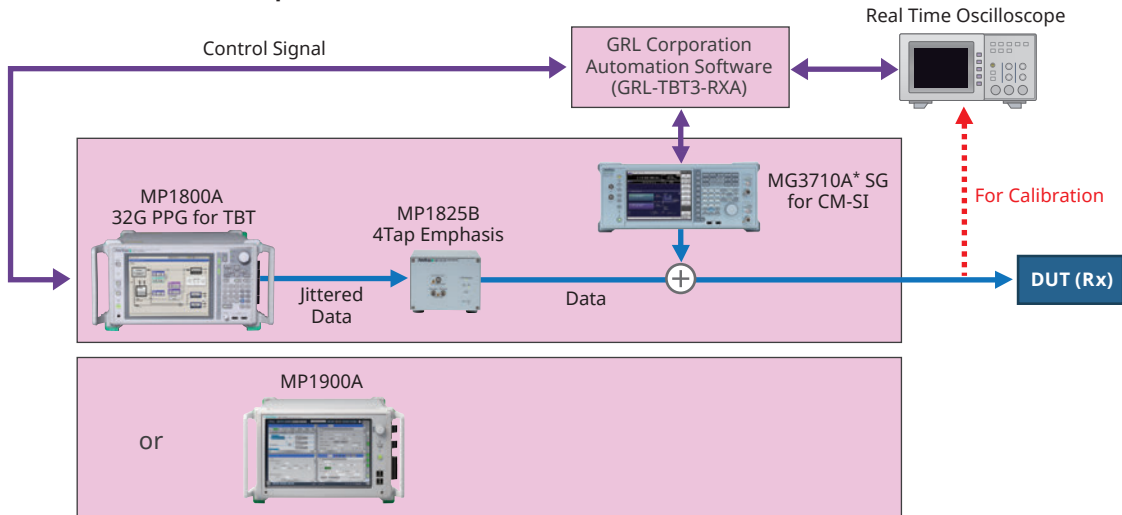 Real Time Oscilloscope
Control Signal
GRL Corporation
Automation Software
(GRL-TBT3-RXA)
MP1800A
32G PPG for TBT
MP1825B
4Tap Emphasis
MG3710A* SG
for CM-SI
For Calibration
Jittered
Data
Data
+
DUT (Rx)
MP1900A
or